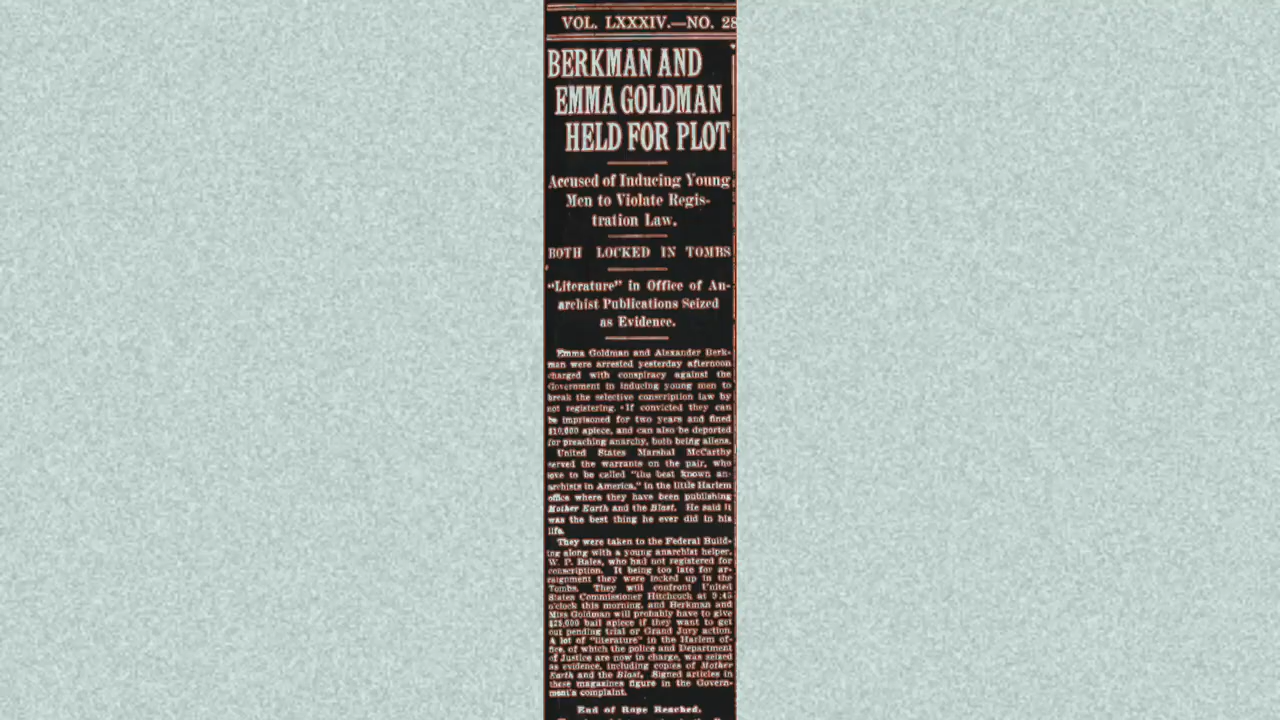 VOL. LXXXIV.—NO. 28
BERKMAN AND
EMMA GOLDMAN
HELD FOR PLOT
Accused of Inducing Young
Men to Violate Regis-
tration Law.
BOTH LOCKED IN TOMBS
"Literature" in Office of An-
archist Publications Seized
as Evidence.
Emma Goldman and Alexander Berk-
man were arrested yesterday afternoon
charged with conspiracy against the
Government in inducing young men to
break the selective conscription law by
not registering. If convicted they can
be imprisoned for two years and fined
$10,000 apiece, and can also be deported
for preaching anarchy, both being aliens.
United States Marshal McCarthy
served the warrants on the pair, who
love to be called "the best known an-
archists in America," in the little Harlem
office where they have been publishing
Mother Earth and the Blast. He said it
was the best thing he ever did in his
life.
They were taken to the Federal Build-
ing along with a young anarchist helper,
W. P. Bales, who had not registered for
conscription. It being too late for ar-
raignment they were locked up in the
Tombs. They will confront United
States Commissioner Hitchcock at 9:45
o'clock this morning, and Berkman and
Miss Goldman will probably have to give
$25,000 bail apiece if they want to get
out pending trial or Grand Jury action.
A lot of "literature" in the Harlem of-
fice, of which the police and Department
of Justice are now in charge, was seized
as evidence, including copies of Mother
Earth and the Blast. Signed articles in
these magazines figure in the Govern-
ment's complaint.
End of Rope Reached.